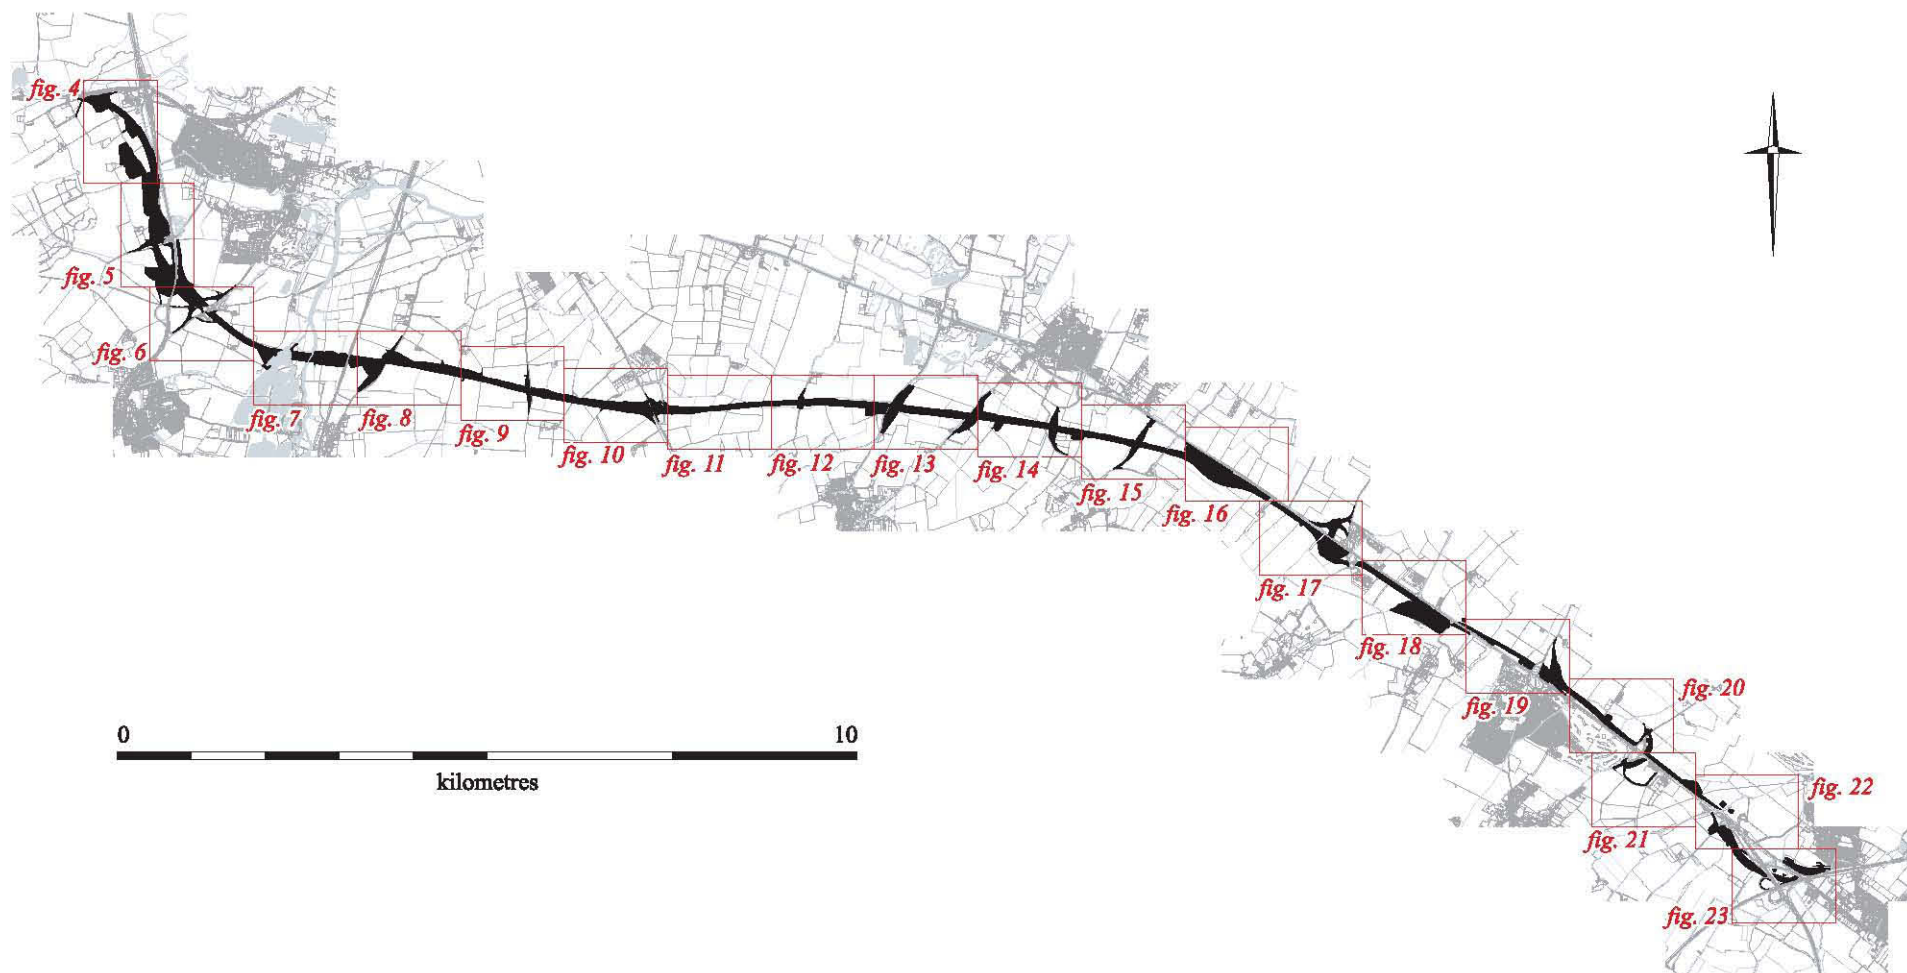 fig. 4
fig. 5
fig. 6
fig. 7
fig. 8
fig. 9
fig. 10
fig. 11
fig. 12
fig. 13
fig. 14
fig. 15
fig. 16
fig. 17
fig. 18
fig. 19
fig. 20
fig. 21
fig. 22
fig. 23
0 10
kilometres